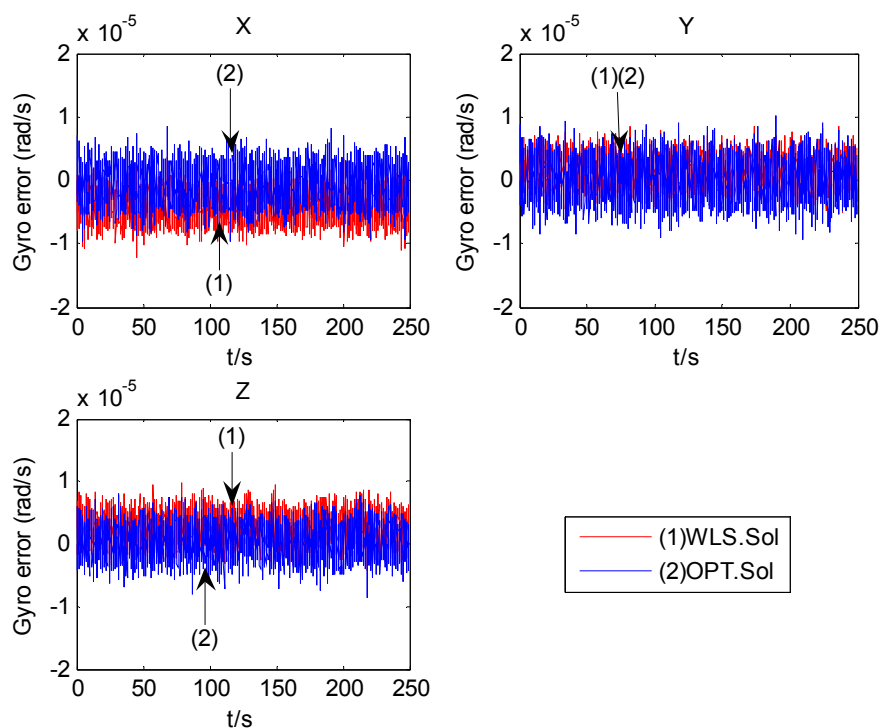 x 10^-5
X
2
1
0
-1
-2
Gyro error (rad/s)
(2)
(1)
0 50 100 150 200 250
t/s
x 10^-5
Y
2
1
0
-1
-2
Gyro error (rad/s)
(1)(2)
0 50 100 150 200 250
t/s
x 10^-5
Z
2
1
0
-1
-2
Gyro error (rad/s)
(1)
(2)
0 50 100 150 200 250
t/s
(1)WLS.Sol
(2)OPT.Sol